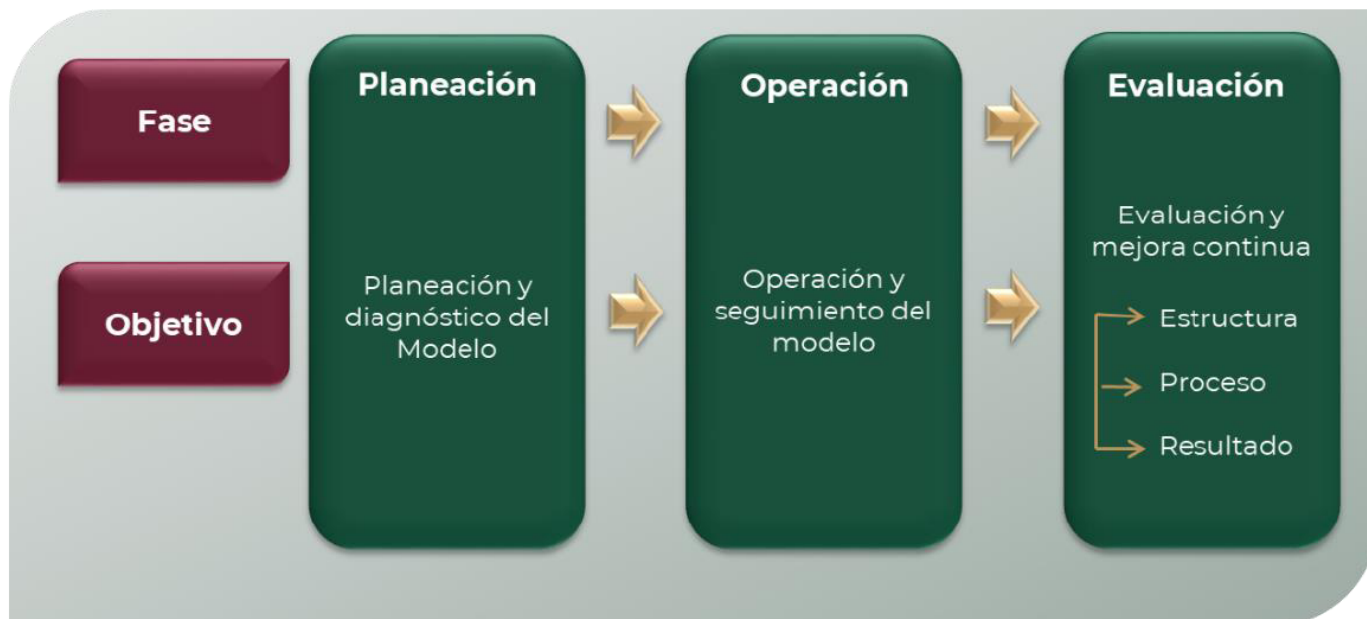 Fase
Planeación
Operación
Evaluación
Objetivo
Planeación y
diagnóstico del
Modelo
Operación y
seguimiento del
modelo
Evaluación y
mejora continua
Estructura
Proceso
Resultado